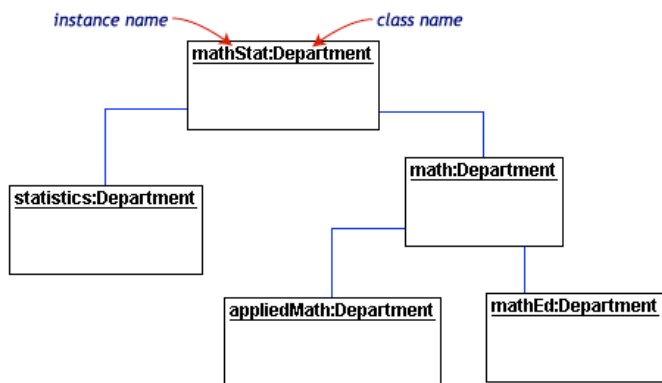 instance name
class name
mathStat:Department
math:Department
statistics:Department
appliedMath:Department
mathEd:Department